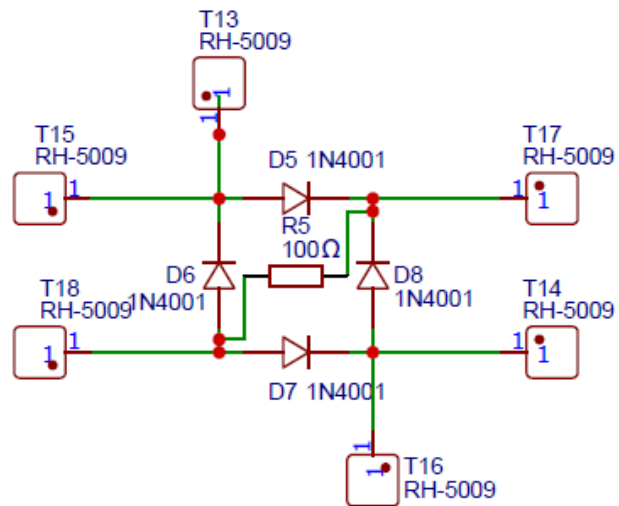 T13
RH-5009
1
1
T15
RH-5009
1
1
D5 1N4001
T17
RH-5009
1
1
R5
100Ω
D6
1N4001
D8
1N4001
T18
RH-5009
1
1
T14
RH-5009
1
1
D7 1N4001
1
1
T16
RH-5009